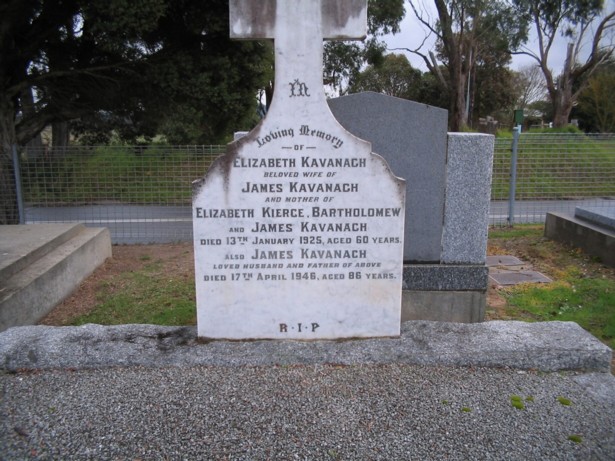 In
Loving Memory
OF
ELIZABETH KAVANAGH
BELOVED WIFE OF
JAMES KAVANAGH
AND MOTHER OF
ELIZABETH KIERCE, BARTHOLOMEW
AND JAMES KAVANAGH
DIED 13TH JANUARY 1925, AGED 60 YEARS.
ALSO JAMES KAVANAGH
LOVED HUSBAND AND FATHER OF ABOVE
DIED 17TH APRIL 1946, AGED 86 YEARS.
R·I·P